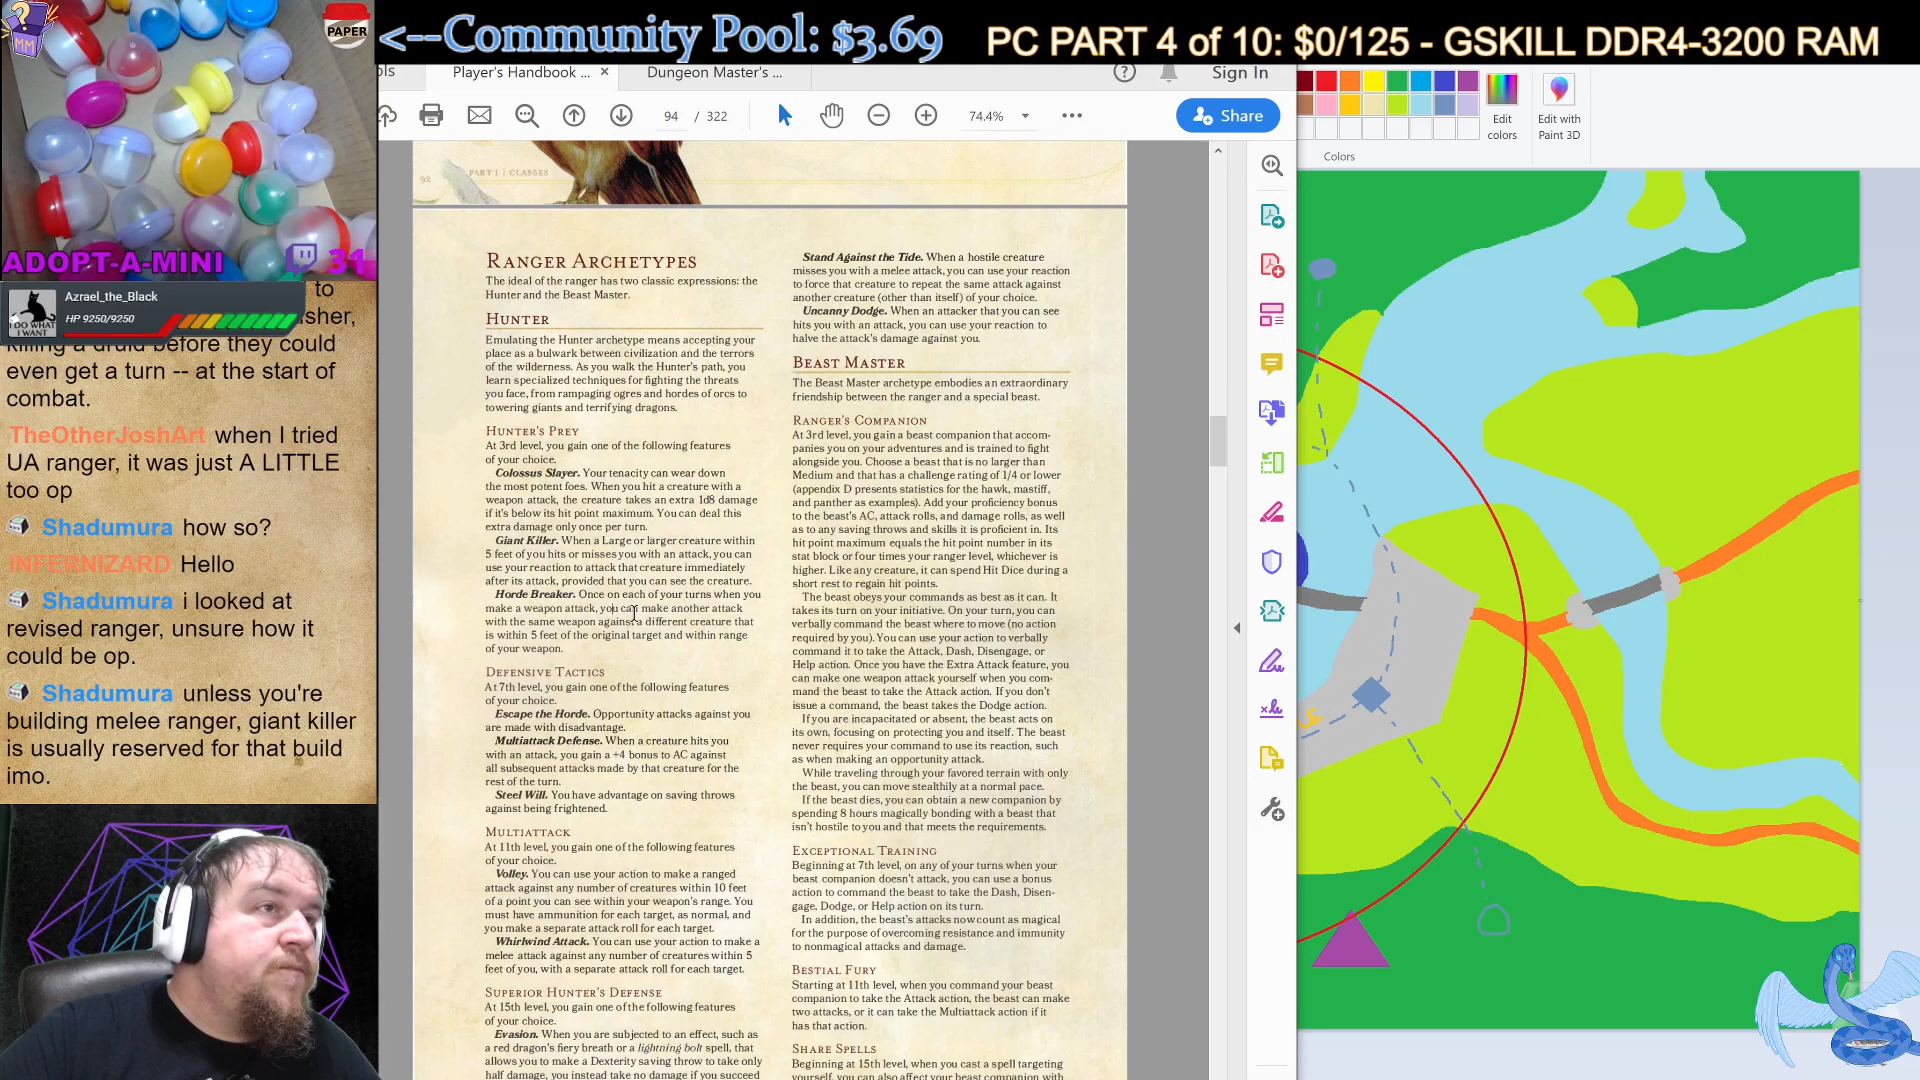 <--Community Pool: $3.69
PC PART 4 of 10: $0/125 - GSKILL DDR4-3200 RAM
MM
PAPER
ADOPT-A-MINI 31
Azrael_the_Black
HP 9250/9250
I DO WHAT
I WANT
to
killing a druid before they could
even get a turn -- at the start of
combat.
TheOtherJoshArt when I tried
UA ranger, it was just A LITTLE
too op
Shadumura how so?
INFERNIZARD Hello
Shadumura i looked at
revised ranger, unsure how it
could be op.
Shadumura unless you're
building melee ranger, giant killer
is usually reserved for that build
imo.
Player's Handbook ... ×
Dungeon Master's ...
Sign In
94 / 322
74.4%
Share
92
PART 1 | CLASSES
RANGER ARCHETYPES
The ideal of the ranger has two classic expressions: the
Hunter and the Beast Master.
HUNTER
Emulating the Hunter archetype means accepting your
place as a bulwark between civilization and the terrors
of the wilderness. As you walk the Hunter's path, you
learn specialized techniques for fighting the threats
you face, from rampaging ogres and hordes of orcs to
towering giants and terrifying dragons.
HUNTER'S PREY
At 3rd level, you gain one of the following features
of your choice.
Colossus Slayer. Your tenacity can wear down
the most potent foes. When you hit a creature with a
weapon attack, the creature takes an extra 1d8 damage
if it's below its hit point maximum. You can deal this
extra damage only once per turn.
Giant Killer. When a Large or larger creature within
5 feet of you hits or misses you with an attack, you can
use your reaction to attack that creature immediately
after its attack, provided that you can see the creature.
Horde Breaker. Once on each of your turns when you
make a weapon attack, you can make another attack
with the same weapon against a different creature that
is within 5 feet of the original target and within range
of your weapon.
DEFENSIVE TACTICS
At 7th level, you gain one of the following features
of your choice.
Escape the Horde. Opportunity attacks against you
are made with disadvantage.
Multiattack Defense. When a creature hits you
with an attack, you gain a +4 bonus to AC against
all subsequent attacks made by that creature for the
rest of the turn.
Steel Will. You have advantage on saving throws
against being frightened.
MULTIATTACK
At 11th level, you gain one of the following features
of your choice.
Volley. You can use your action to make a ranged
attack against any number of creatures within 10 feet
of a point you can see within your weapon's range. You
must have ammunition for each target, as normal, and
you make a separate attack roll for each target.
Whirlwind Attack. You can use your action to make a
melee attack against any number of creatures within 5
feet of you, with a separate attack roll for each target.
SUPERIOR HUNTER'S DEFENSE
At 15th level, you gain one of the following features
of your choice.
Evasion. When you are subjected to an effect, such as
a red dragon's fiery breath or a lightning bolt spell, that
allows you to make a Dexterity saving throw to take only
half damage, you instead take no damage if you succeed
Stand Against the Tide. When a hostile creature
misses you with a melee attack, you can use your reaction
to force that creature to repeat the same attack against
another creature (other than itself) of your choice.
Uncanny Dodge. When an attacker that you can see
hits you with an attack, you can use your reaction to
halve the attack's damage against you.
BEAST MASTER
The Beast Master archetype embodies an extraordinary
friendship between the ranger and a special beast.
RANGER'S COMPANION
At 3rd level, you gain a beast companion that accom-
panies you on your adventures and is trained to fight
alongside you. Choose a beast that is no larger than
Medium and that has a challenge rating of 1/4 or lower
(appendix D presents statistics for the hawk, mastiff,
and panther as examples). Add your proficiency bonus
to the beast's AC, attack rolls, and damage rolls, as well
as to any saving throws and skills it is proficient in. Its
hit point maximum equals the hit point number in its
stat block or four times your ranger level, whichever is
higher. Like any creature, it can spend Hit Dice during a
short rest to regain hit points.
The beast obeys your commands as best as it can. It
takes its turn on your initiative. On your turn, you can
verbally command the beast where to move (no action
required by you). You can use your action to verbally
command it to take the Attack, Dash, Disengage, or
Help action. Once you have the Extra Attack feature, you
can make one weapon attack yourself when you com-
mand the beast to take the Attack action. If you don't
issue a command, the beast takes the Dodge action.
If you are incapacitated or absent, the beast acts on
its own, focusing on protecting you and itself. The beast
never requires your command to use its reaction, such
as when making an opportunity attack.
While traveling through your favored terrain with only
the beast, you can move stealthily at a normal pace.
If the beast dies, you can obtain a new companion by
spending 8 hours magically bonding with a beast that
isn't hostile to you and that meets the requirements.
EXCEPTIONAL TRAINING
Beginning at 7th level, on any of your turns when your
beast companion doesn't attack, you can use a bonus
action to command the beast to take the Dash, Disen-
gage, Dodge, or Help action on its turn.
In addition, the beast's attacks now count as magical
for the purpose of overcoming resistance and immunity
to nonmagical attacks and damage.
BESTIAL FURY
Starting at 11th level, when you command your beast
companion to take the Attack action, the beast can make
two attacks, or it can take the Multiattack action if it
has that action.
SHARE SPELLS
Beginning at 15th level, when you cast a spell targeting
yourself, you can also affect your beast companion with
Edit
colors
Edit with
Paint 3D
Colors